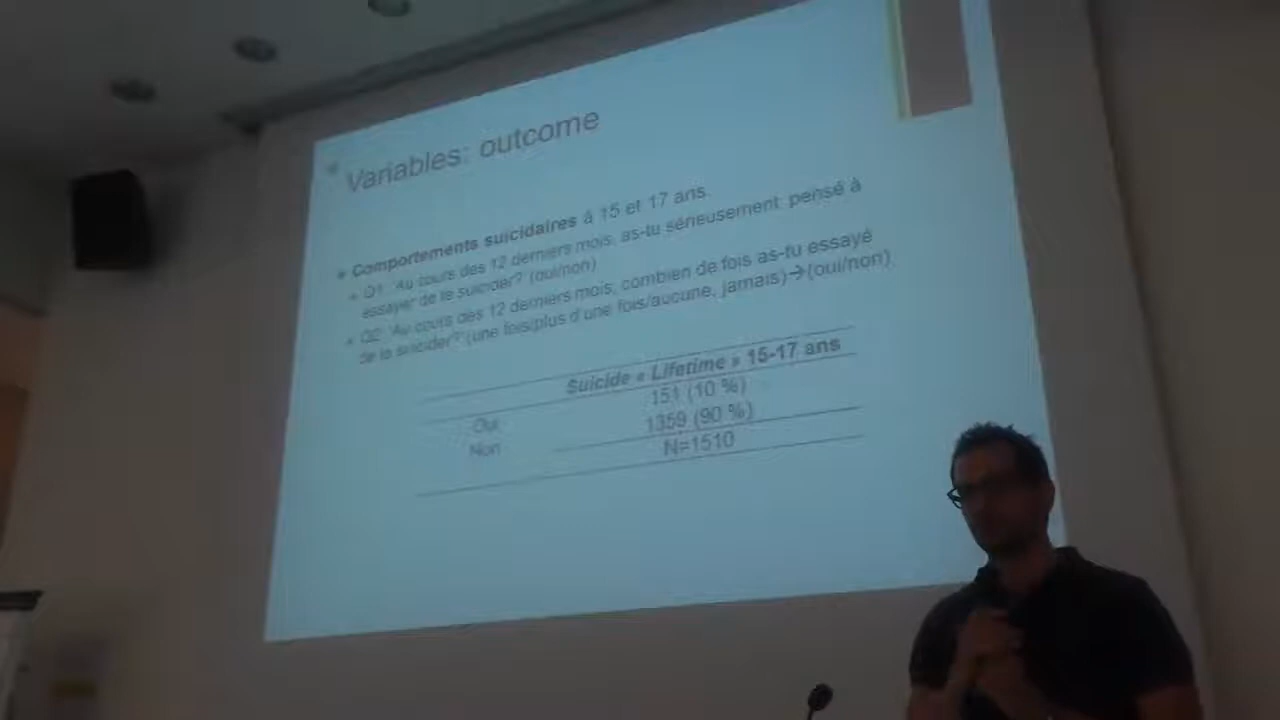 Variables: outcome
Comportements suicidaires à 15 et 17 ans.
Q1: 'Au cours des 12 derniers mois, as-tu sérieusement pensé à
essayer de te suicider? (oui/non)
Q2: 'Au cours des 12 derniers mois, combien de fois as-tu essayé
de te suicider?' (une fois/plus d'une fois/aucune, jamais)→(oui/non)
Suicide « Lifetime » 15-17 ans
Oui 151 (10 %)
Non 1359 (90 %)
N=1510